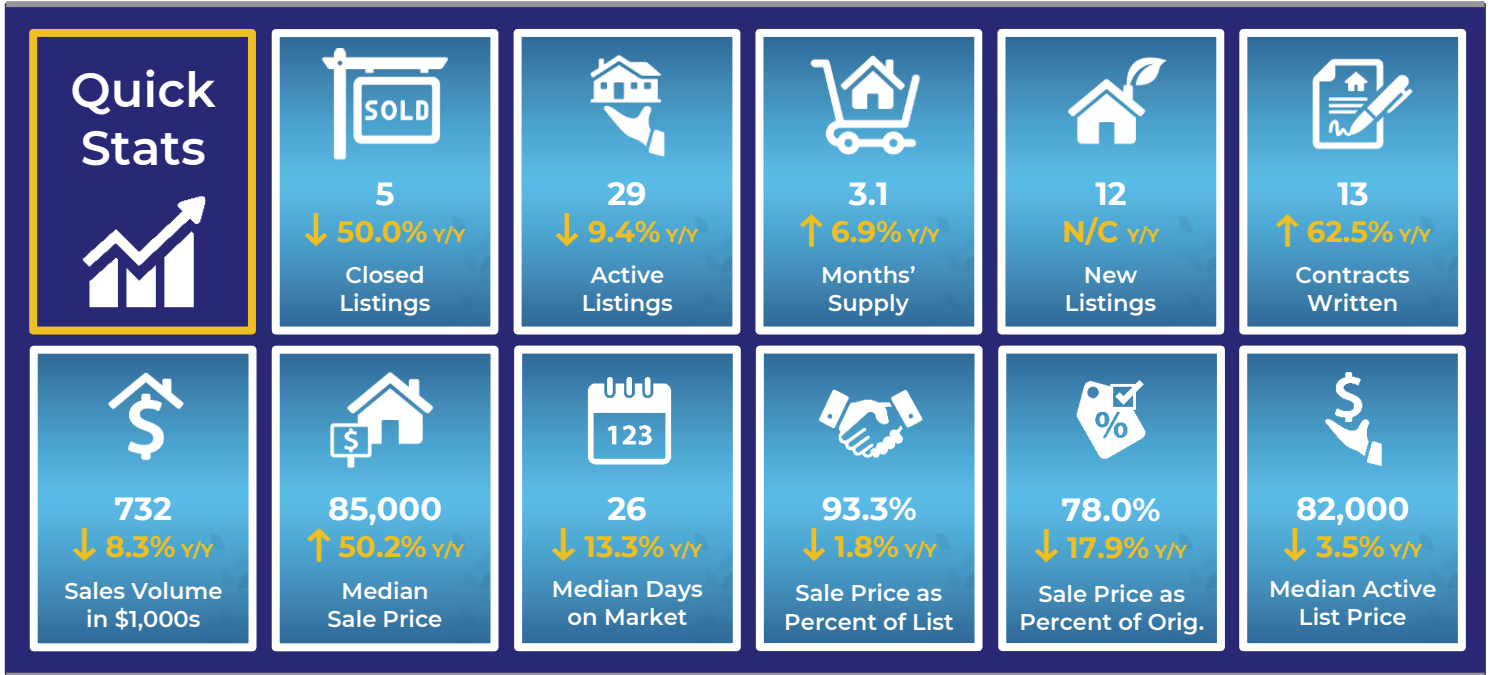 Quick
Stats
SOLD
5
↓ 50.0% Y/Y
Closed
Listings
29
↓ 9.4% Y/Y
Active
Listings
3.1
↑ 6.9% Y/Y
Months’
Supply
12
N/C Y/Y
New
Listings
13
↑ 62.5% Y/Y
Contracts
Written
$
732
↓ 8.3% Y/Y
Sales Volume
in $1,000s
$
85,000
↑ 50.2% Y/Y
Median
Sale Price
123
26
↓ 13.3% Y/Y
Median Days
on Market
93.3%
↓ 1.8% Y/Y
Sale Price as
Percent of List
%
78.0%
↓ 17.9% Y/Y
Sale Price as
Percent of Orig.
$
82,000
↓ 3.5% Y/Y
Median Active
List Price